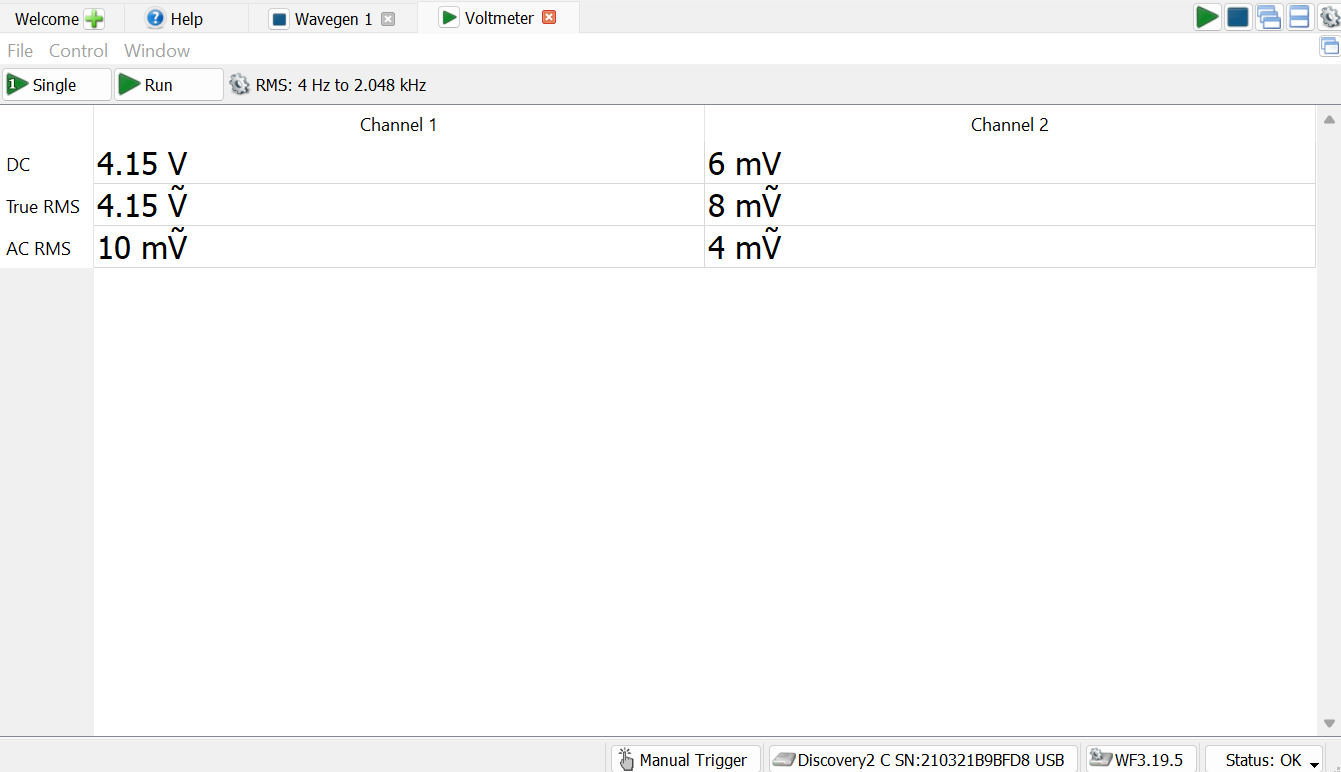 Welcome Help Wavegen 1 Voltmeter
File Control Window
1 Single Run RMS: 4 Hz to 2.048 kHz
Channel 1 Channel 2
DC 4.15 V 6 mV
True RMS 4.15 Ṽ 8 mṼ
AC RMS 10 mṼ 4 mṼ
Manual Trigger Discovery2 C SN:210321B9BFD8 USB WF3.19.5 Status: OK